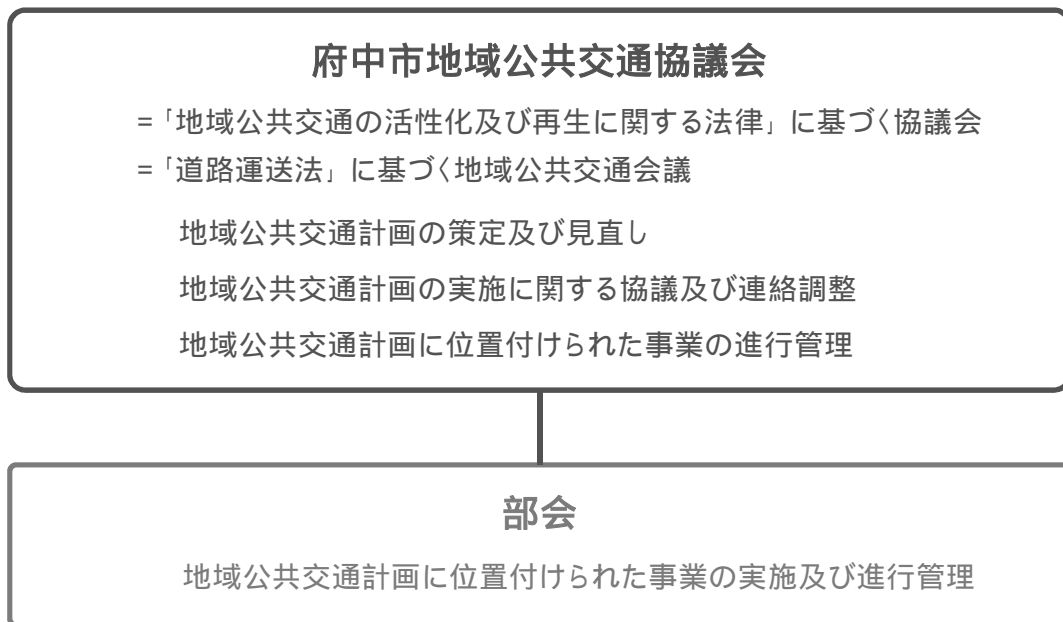 府中市地域公共交通協議会
=「地域公共交通の活性化及び再生に関する法律」に基づく協議会
=「道路運送法」に基づく地域公共交通会議
地域公共交通計画の策定及び見直し
地域公共交通計画の実施に関する協議及び連絡調整
地域公共交通計画に位置付けられた事業の進行管理
部会
地域公共交通計画に位置付けられた事業の実施及び進行管理